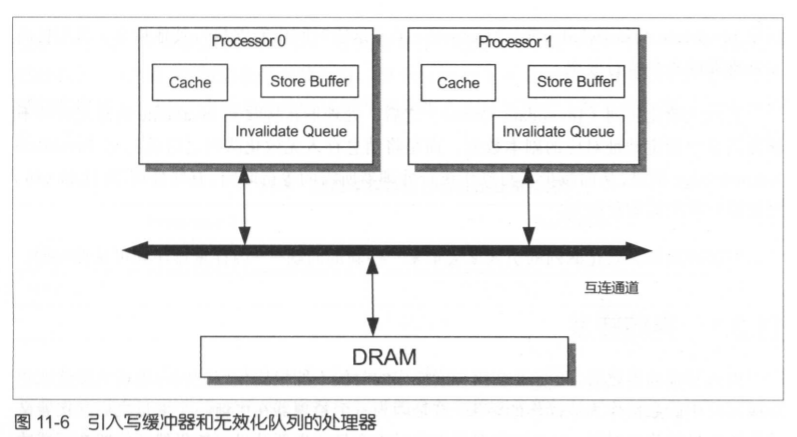 Processor 0
Processor 1
Cache
Store Buffer
Cache
Store Buffer
Invalidate Queue
Invalidate Queue
互连通道
DRAM
图 11-6 引入写缓冲器和无效化队列的处理器